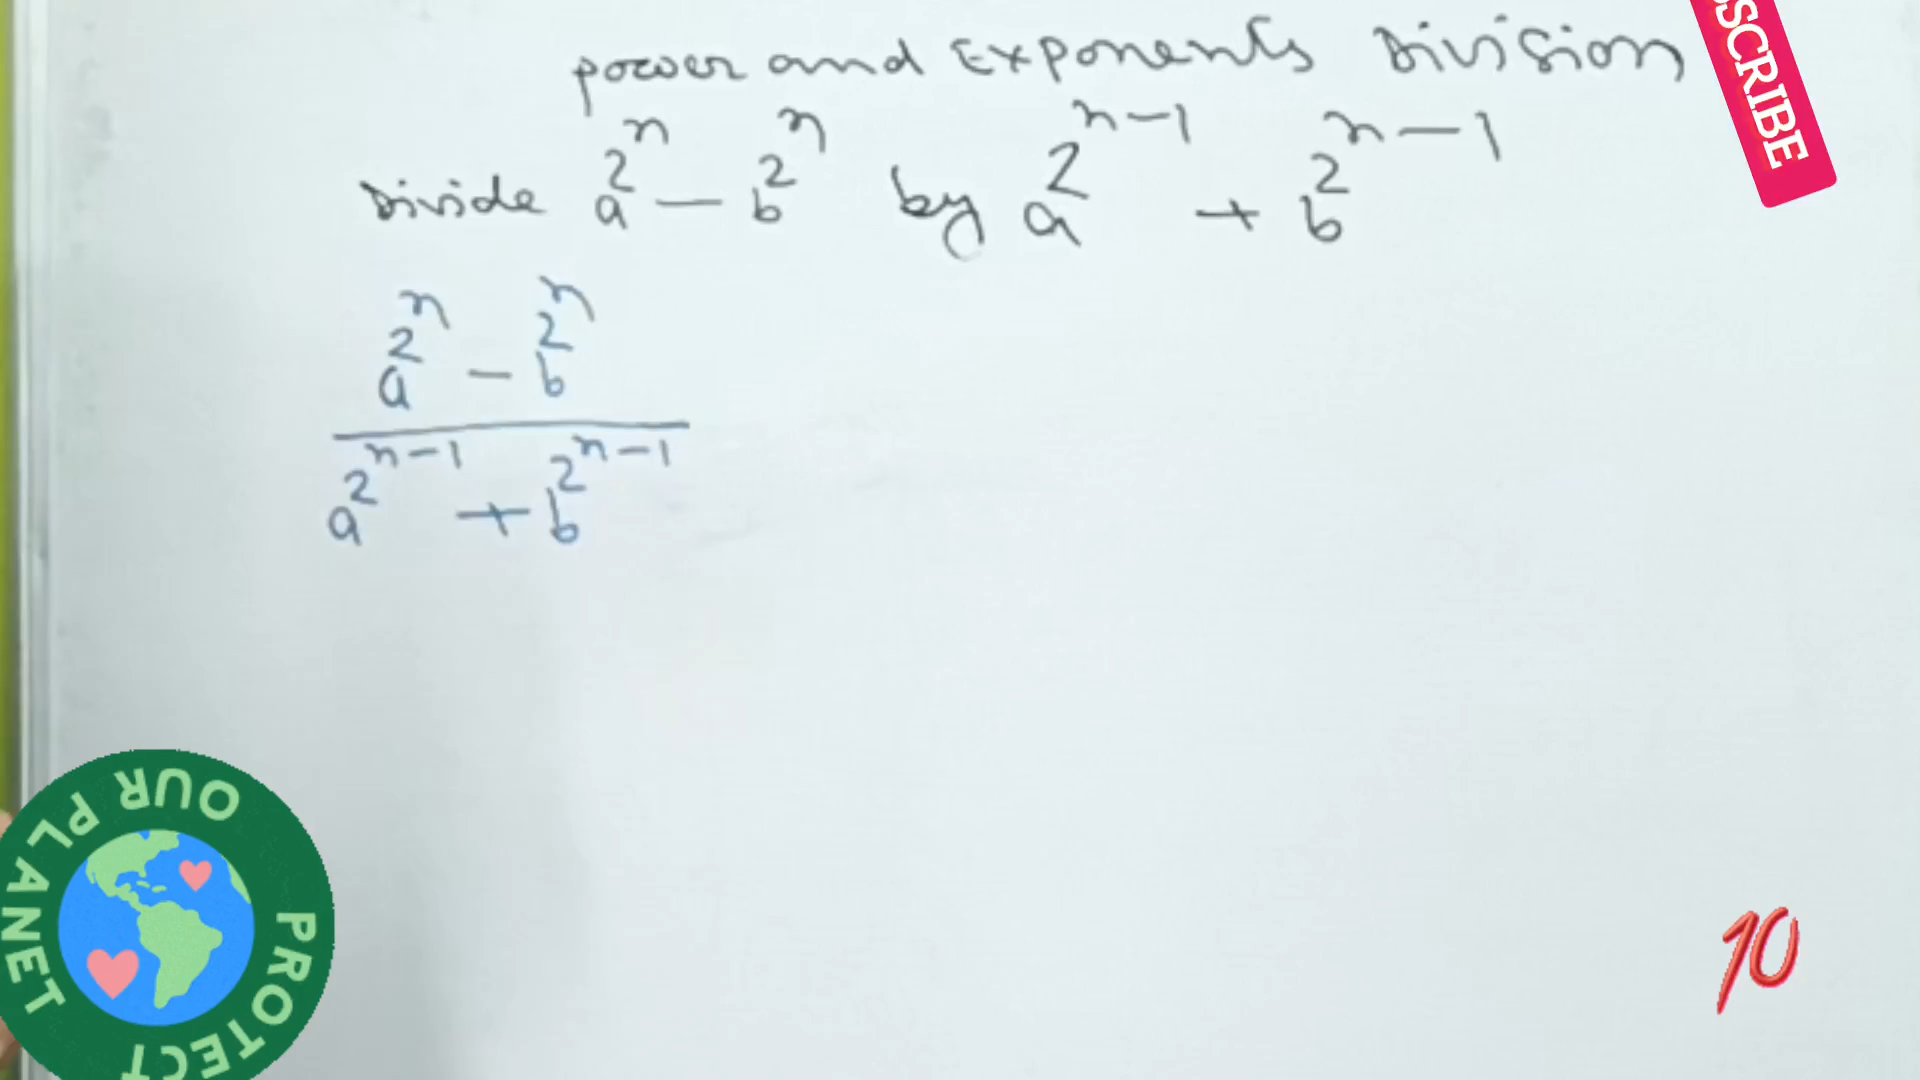 power and Exponents Division
Divide a^2^n - b^2^n by a^2^(n-1) + b^2^(n-1)
a^2^n - b^2^n
a^2^(n-1) + b^2^(n-1)
SCRIBE
PROTECT OUR PLANET
10